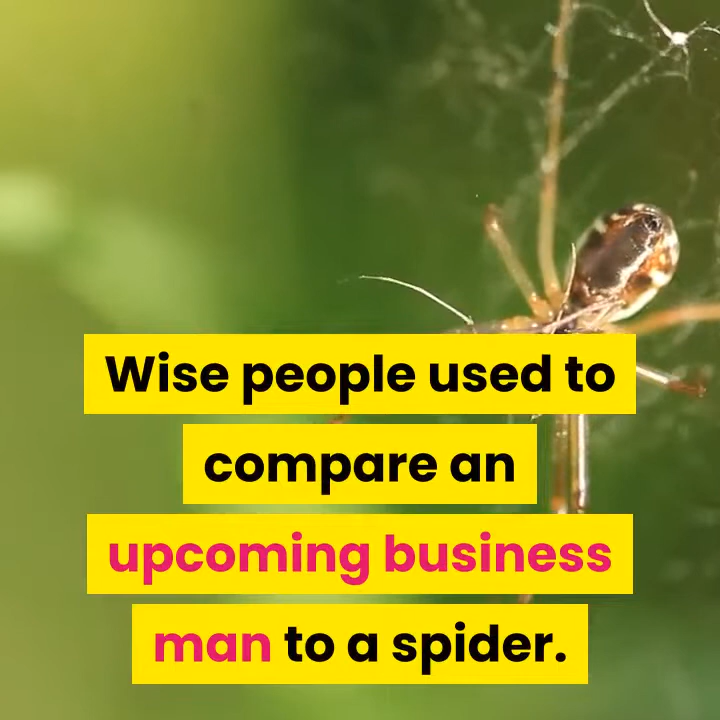 Wise people used to
compare an
upcoming business
man to a spider.